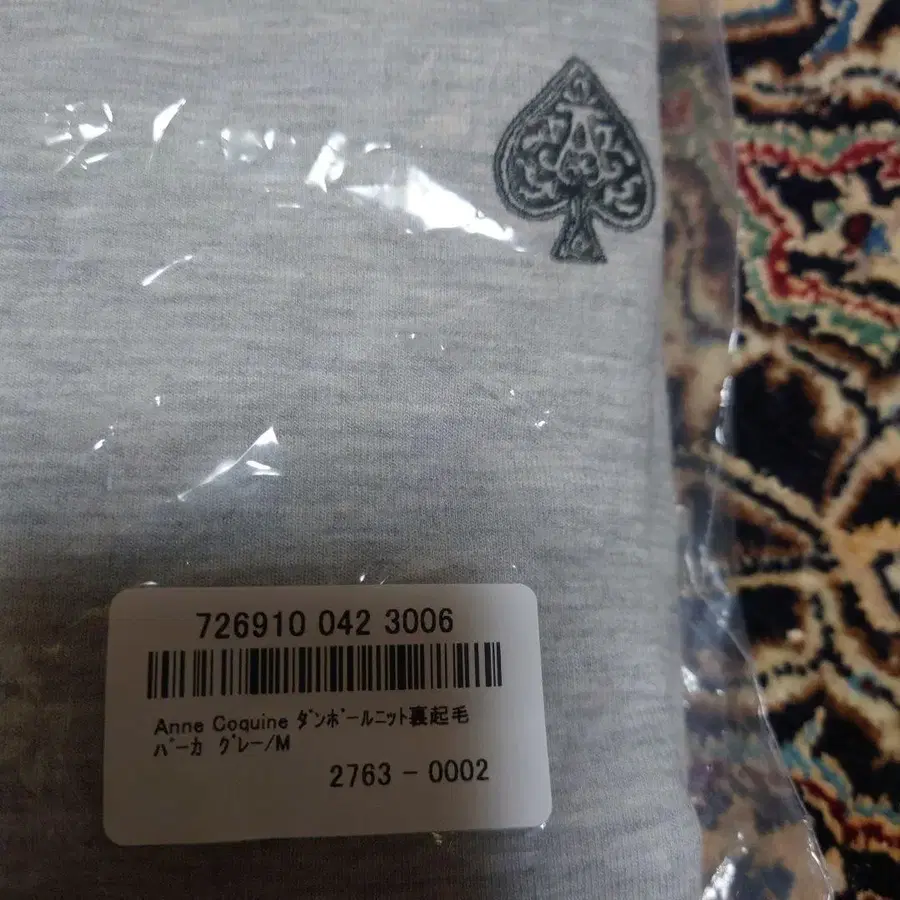 726910 042 3006
Anne Coquine ﾀﾞﾝﾎﾞｰﾙﾆｯﾄ裏起毛
ﾊﾟｰｶ ｸﾞﾚｰ/M
2763 - 0002
A